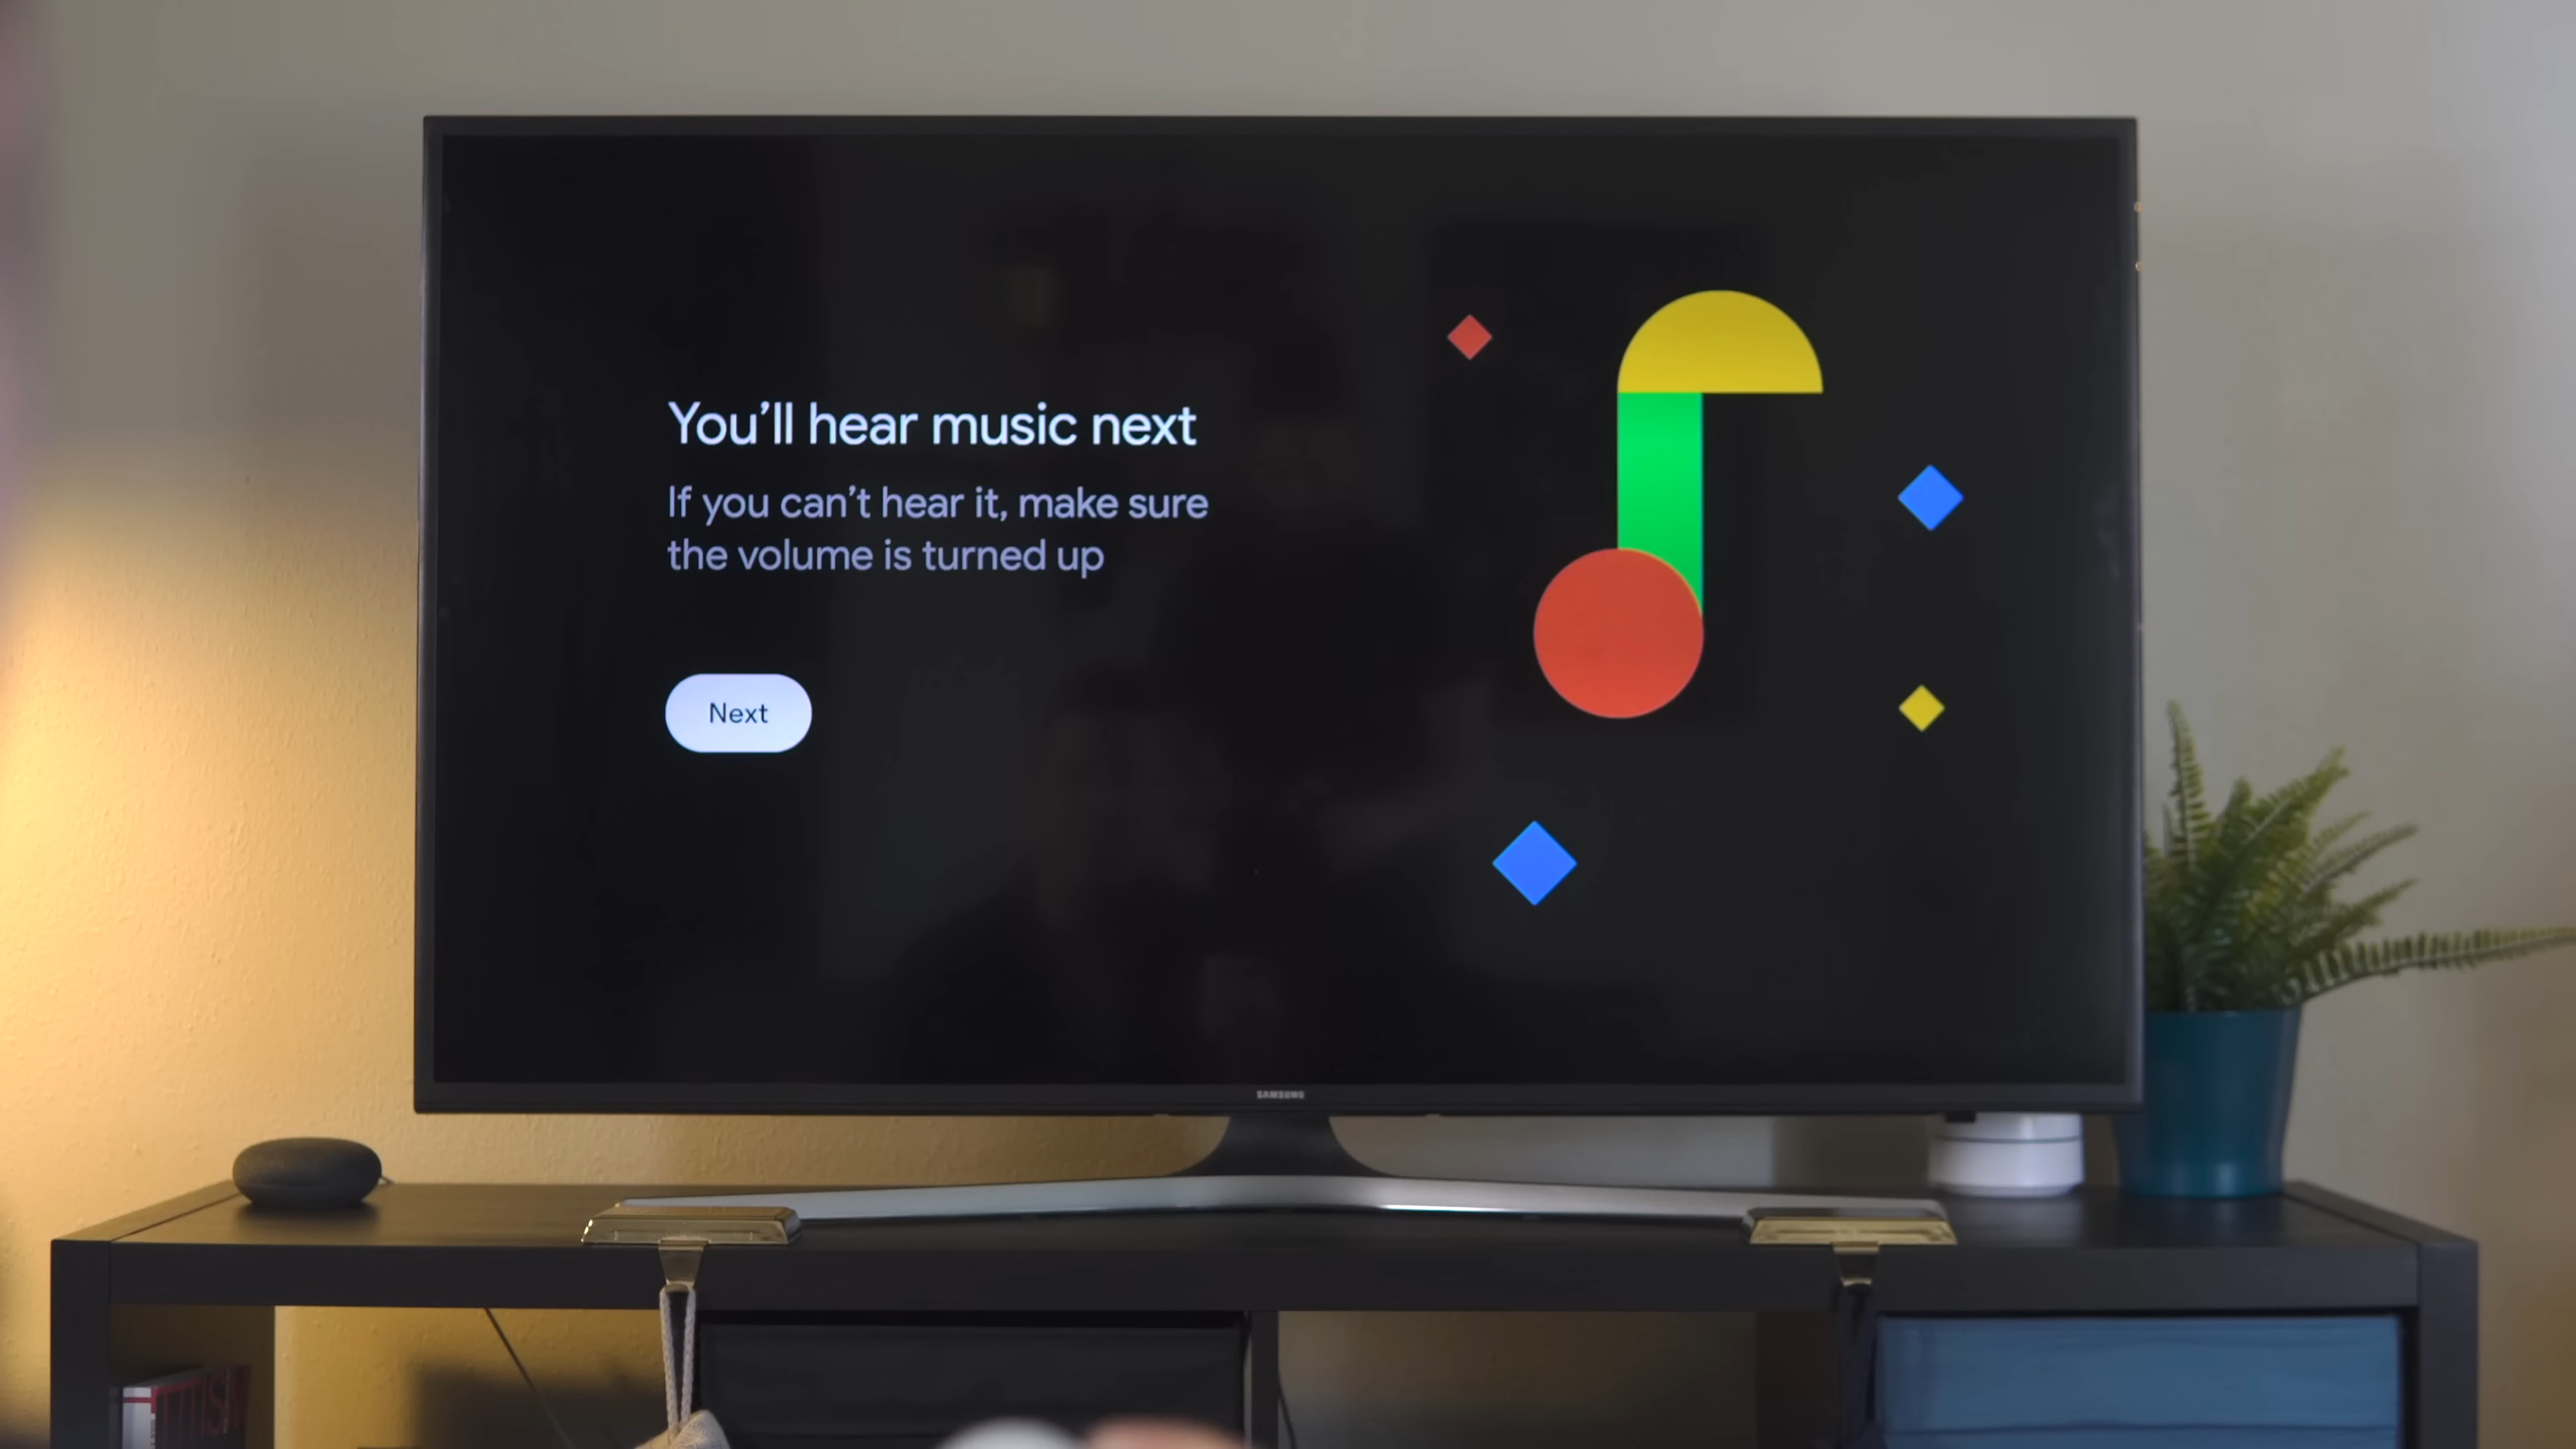 You'll hear music next
If you can't hear it, make sure
the volume is turned up
Next
SAMSUNG